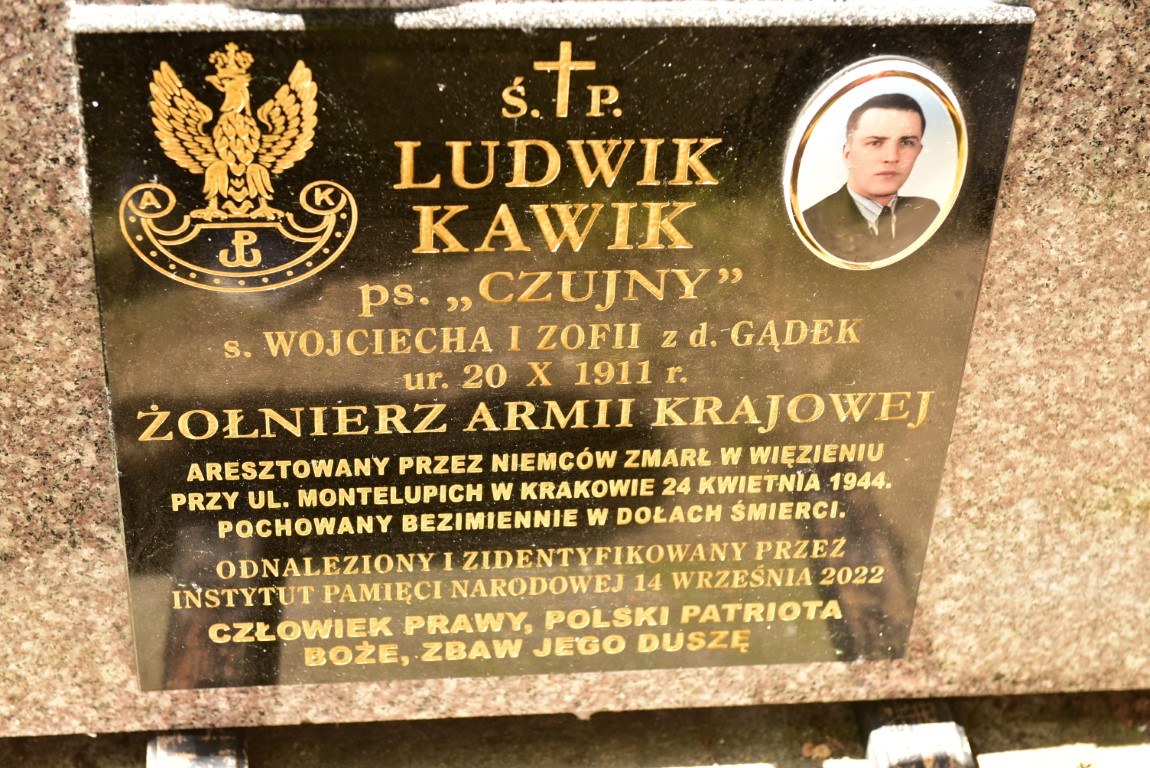 Ś. P.
LUDWIK
KAWIK
ps. „CZUJNY”
s. WOJCIECHA I ZOFII z d. GĄDEK
ur. 20 X 1911 r.
ŻOŁNIERZ ARMII KRAJOWEJ
ARESZTOWANY PRZEZ NIEMCÓW ZMARŁ W WIĘZIENIU
PRZY UL. MONTELUPICH W KRAKOWIE 24 KWIETNIA 1944.
POCHOWANY BEZIMIENNIE W DOŁACH ŚMIERCI.
ODNALEZIONY I ZIDENTYFIKOWANY PRZEZ
INSTYTUT PAMIĘCI NARODOWEJ 14 WRZEŚNIA 2022
CZŁOWIEK PRAWY, POLSKI PATRIOTA
BOŻE, ZBAW JEGO DUSZĘ
A K
P